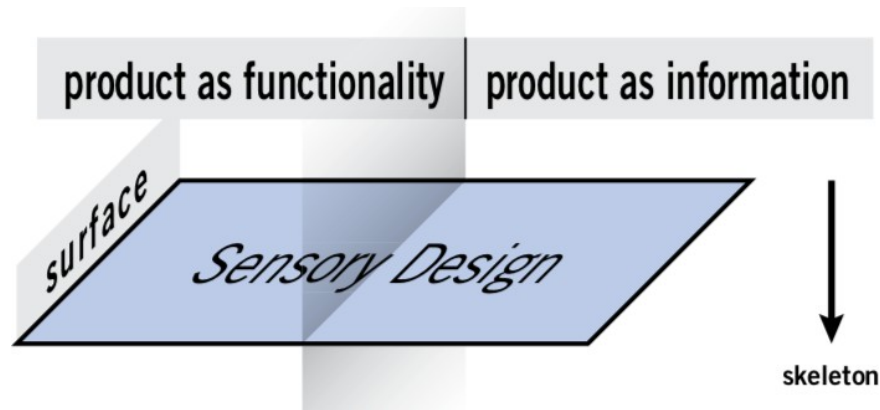 product as functionality
product as information
surface
Sensory Design
skeleton